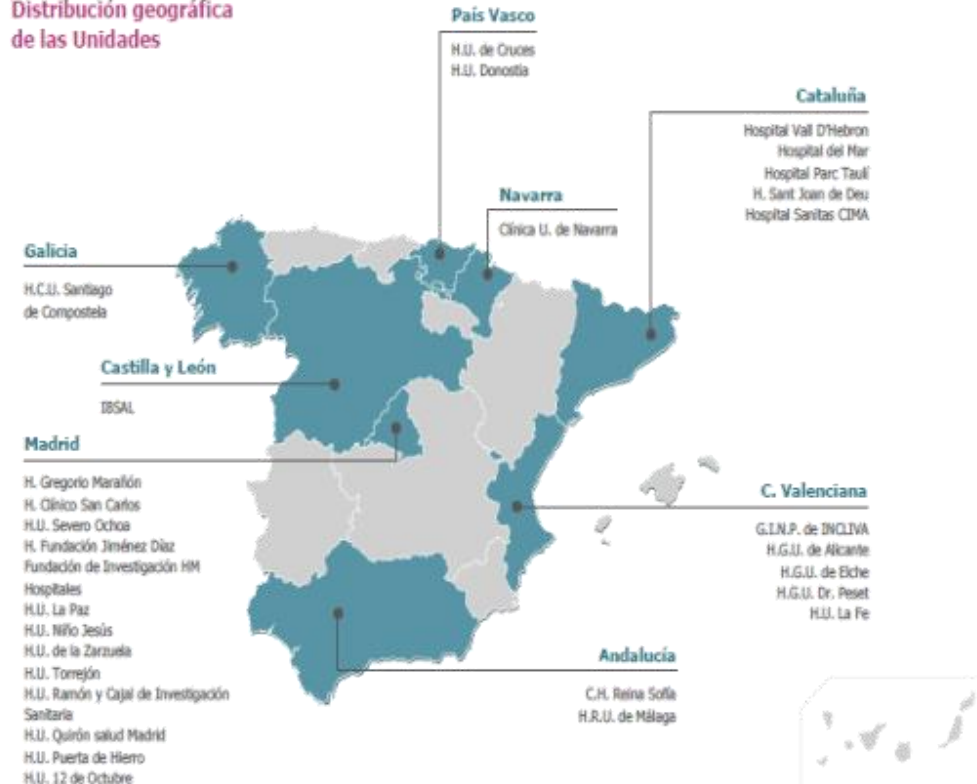 Distribución geográfica
de las Unidades
País Vasco
H.U. de Cruces
H.U. Donostia
Cataluña
Hospital Vall D'Hebron
Hospital del Mar
Hospital Parc Taulí
H. Sant Joan de Deu
Hospital Sanitas CIMA
Navarra
Clínica U. de Navarra
Galicia
H.C.U. Santiago
de Compostela
Castilla y León
IBSAL
Madrid
H. Gregorio Marañón
H. Clínico San Carlos
H.U. Severo Ochoa
H. Fundación Jiménez Díaz
Fundación de Investigación HM
Hospitales
H.U. La Paz
H.U. Niño Jesús
H.U. de la Zarzuela
H.U. Torrejón
H.U. Ramón y Cajal de Investigación
Sanitaria
H.U. Quirón salud Madrid
H.U. Puerta de Hierro
H.U. 12 de Octubre
C. Valenciana
G.I.N.P. de INCLIVA
H.G.U. de Alicante
H.G.U. de Elche
H.G.U. Dr. Peset
H.U. La Fe
Andalucía
C.H. Reina Sofía
H.R.U. de Málaga